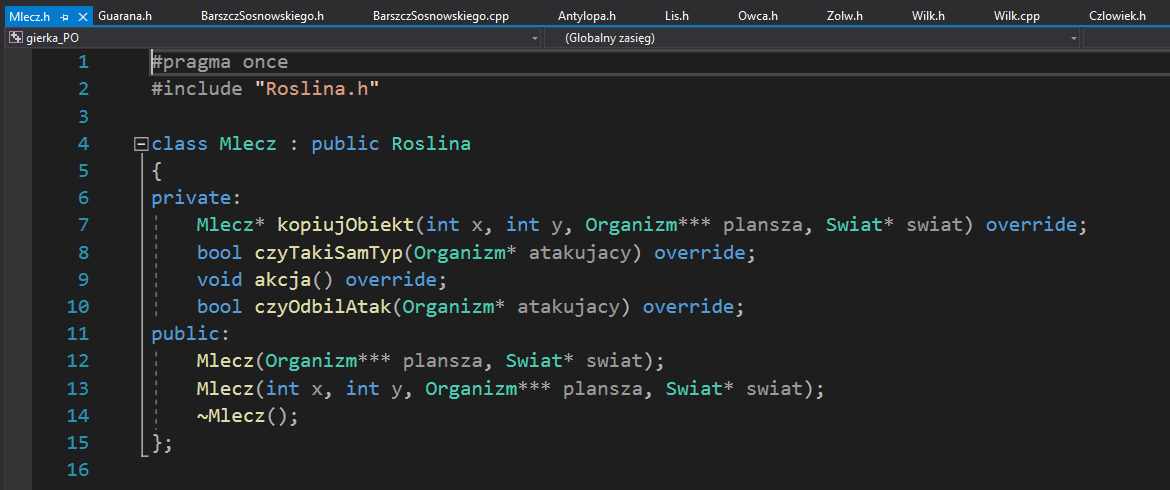 Mlecz.h Guarana.h BarszczSosnowskiego.h BarszczSosnowskiego.cpp Antylopa.h Lis.h Owca.h Zolw.h Wilk.h Wilk.cpp Czlowiek.h
gierka_PO (Globalny zasięg)
1 #pragma once
2 #include "Roslina.h"
3
4 class Mlecz : public Roslina
5 {
6 private:
7 Mlecz* kopiujObiekt(int x, int y, Organizm*** plansza, Swiat* swiat) override;
8 bool czyTakiSamTyp(Organizm* atakujacy) override;
9 void akcja() override;
10 bool czyOdbilAtak(Organizm* atakujacy) override;
11 public:
12 Mlecz(Organizm*** plansza, Swiat* swiat);
13 Mlecz(int x, int y, Organizm*** plansza, Swiat* swiat);
14 ~Mlecz();
15 };
16